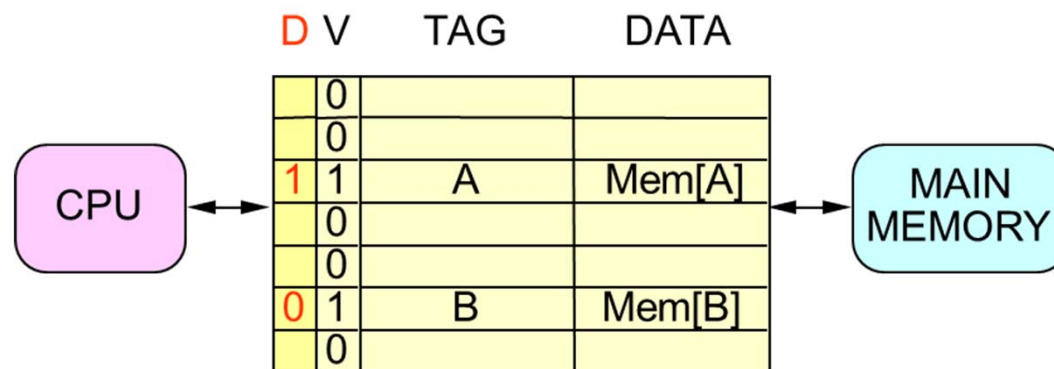 D V TAG DATA
0
0
CPU
1 1 A Mem[A]
MAIN
MEMORY
0
0
0 1 B Mem[B]
0